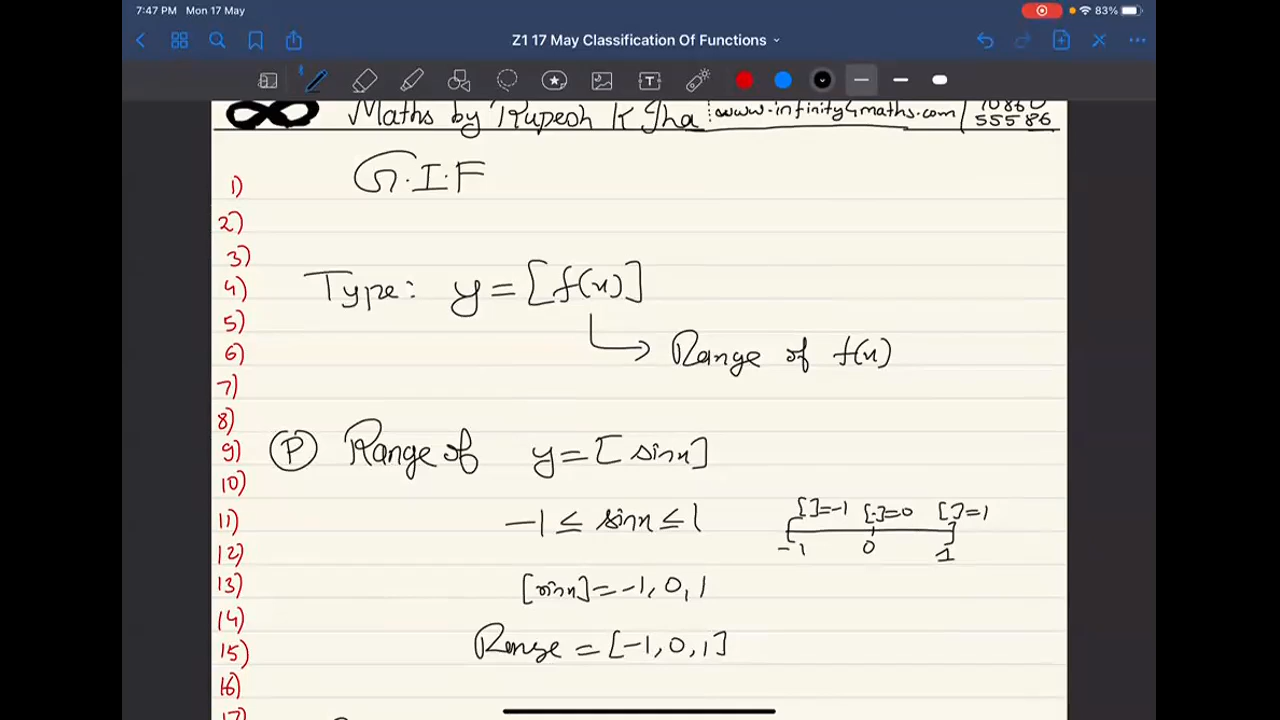 7:47 PM Mon 17 May 83%
Z1 17 May Classification Of Functions
Maths by Rupesh K Jha www.infinity4maths.com 70860 55586
G.I.F
1)
2)
3)
4) Type: y = [f(x)]
5)
6) Range of f(x)
7)
8)
9) P Range of y = [sinx]
10)
11) -1 ≤ sinx ≤ 1 [.]=-1 [.]=0 [.]=1
12) -1 0 1
13) [sinx] = -1, 0, 1
14)
15) Range = [-1, 0, 1]
16)
17)